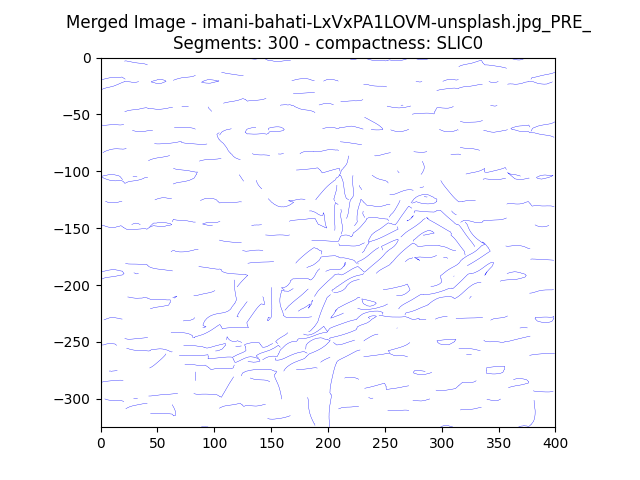 Merged Image - imani-bahati-LxVxPA1LOVM-unsplash.jpg_PRE_
Segments: 300 - compactness: SLIC0
0
−50
−100
−150
−200
−250
−300
0 50 100 150 200 250 300 350 400